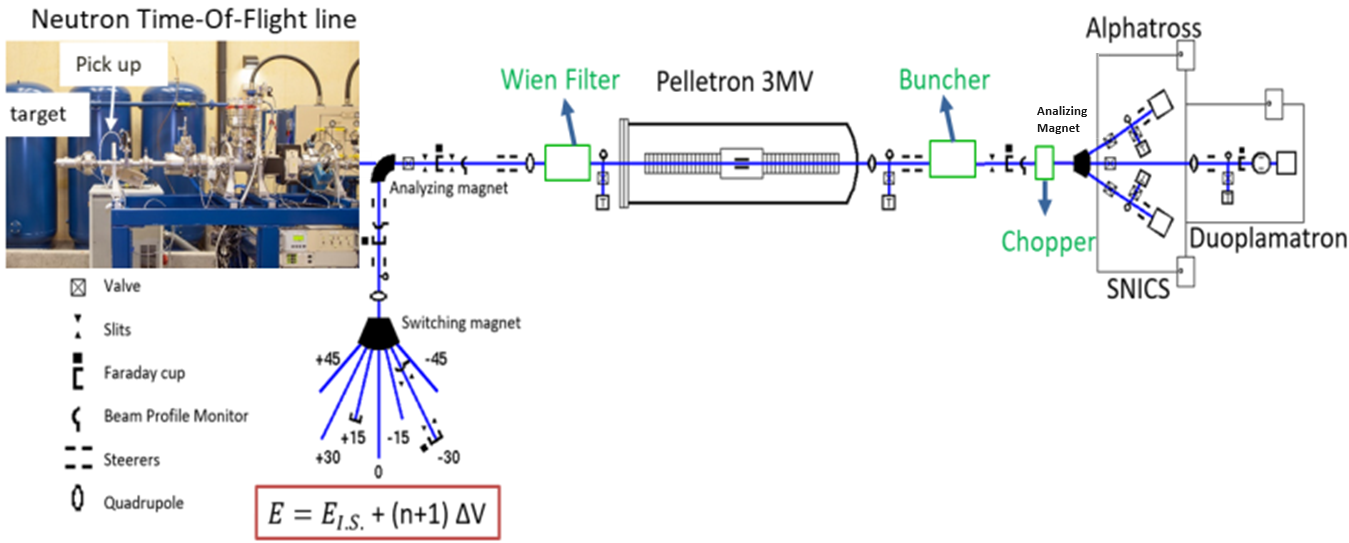 Neutron Time-Of-Flight line
Pick up
target
Wien Filter
Pelletron 3MV
Buncher
Alphatross
Analizing
Magnet
Analyzing magnet
Chopper
Duoplamatron
SNICS
Valve
Slits
Faraday cup
Beam Profile Monitor
Steerers
Quadrupole
Switching magnet
+45
-45
+15
-15
+30
-30
0
E = E_{I.S.} + (n+1) ΔV